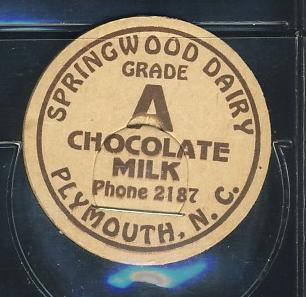 SPRINGWOOD DAIRY
GRADE
A
CHOCOLATE
MILK
Phone 2187
PLYMOUTH, N. C.